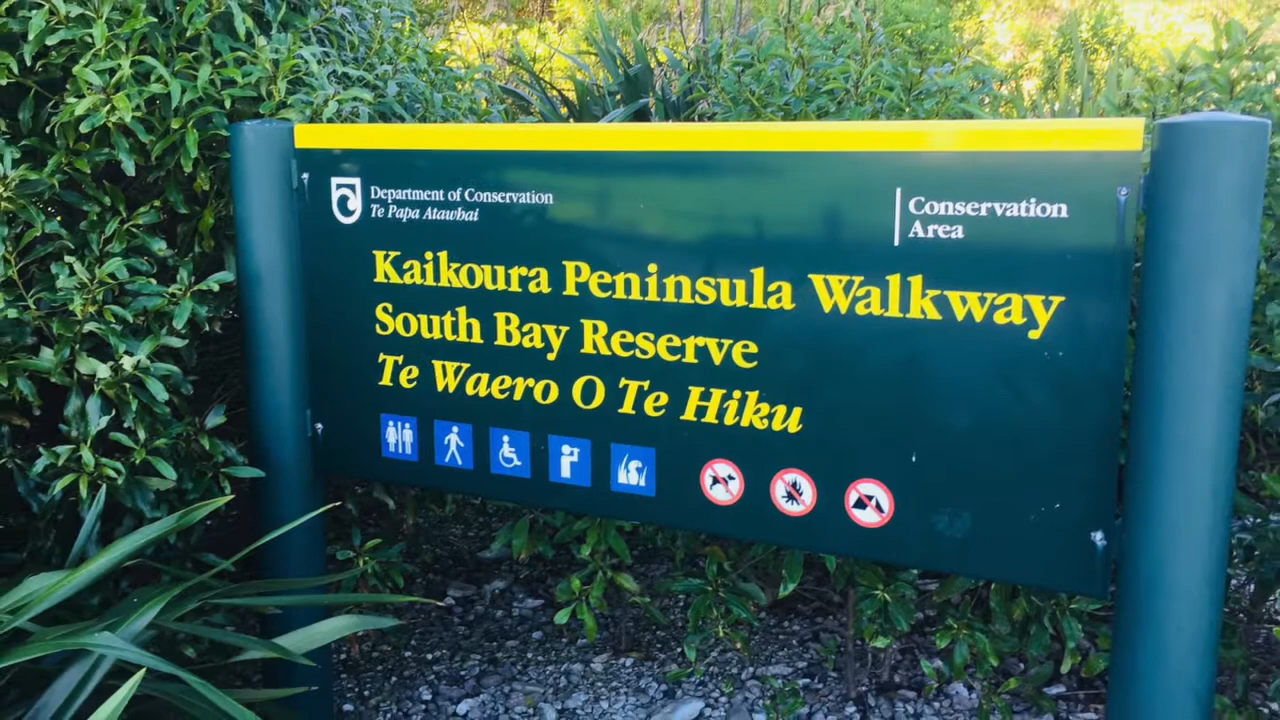 Department of Conservation
Te Papa Atawhai
Conservation
Area
Kaikoura Peninsula Walkway
South Bay Reserve
Te Waero O Te Hiku